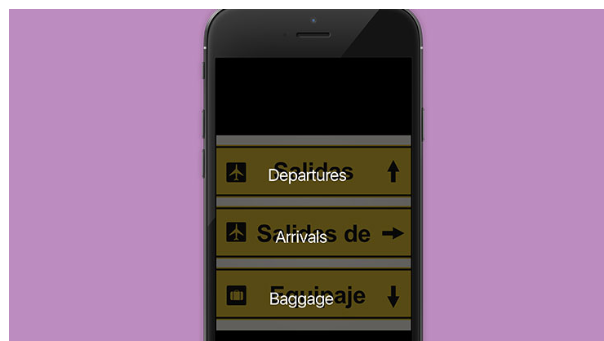 Salidas
Departures
Salidas de
Arrivals
Equipaje
Baggage